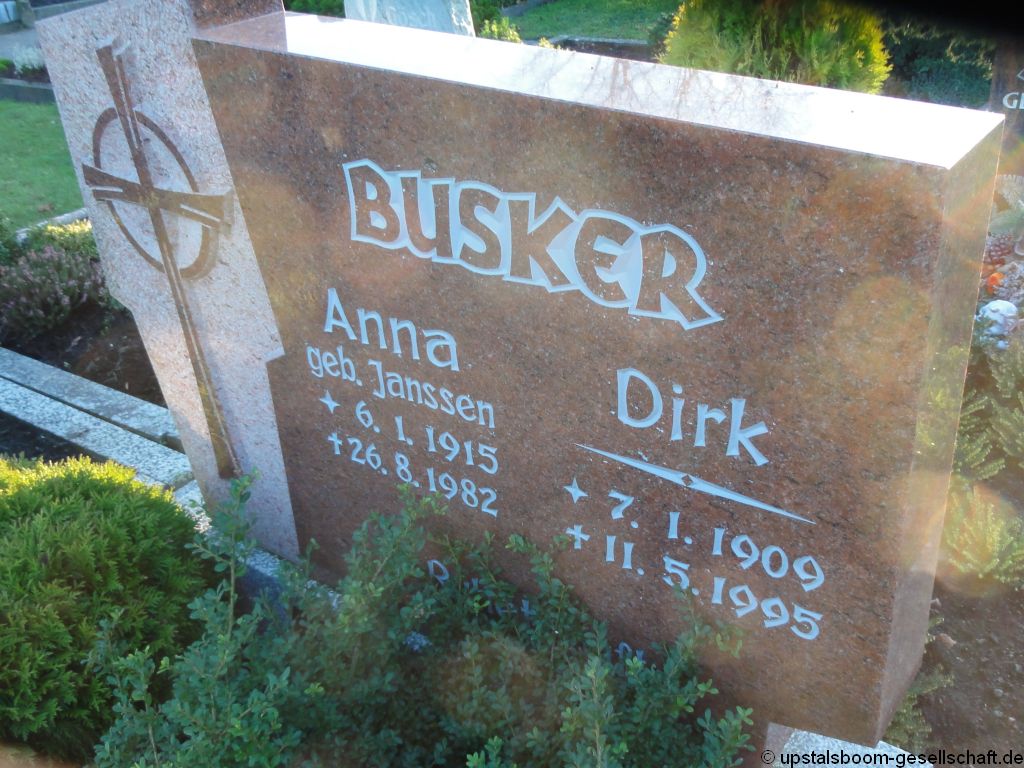 BUSKER
Anna
geb. Janssen
✦ 6. 1. 1915
✝ 26. 8. 1982
Dirk
✦ 7. 1. 1909
✝ 11. 5. 1995
© upstalsboom-gesellschaft.de